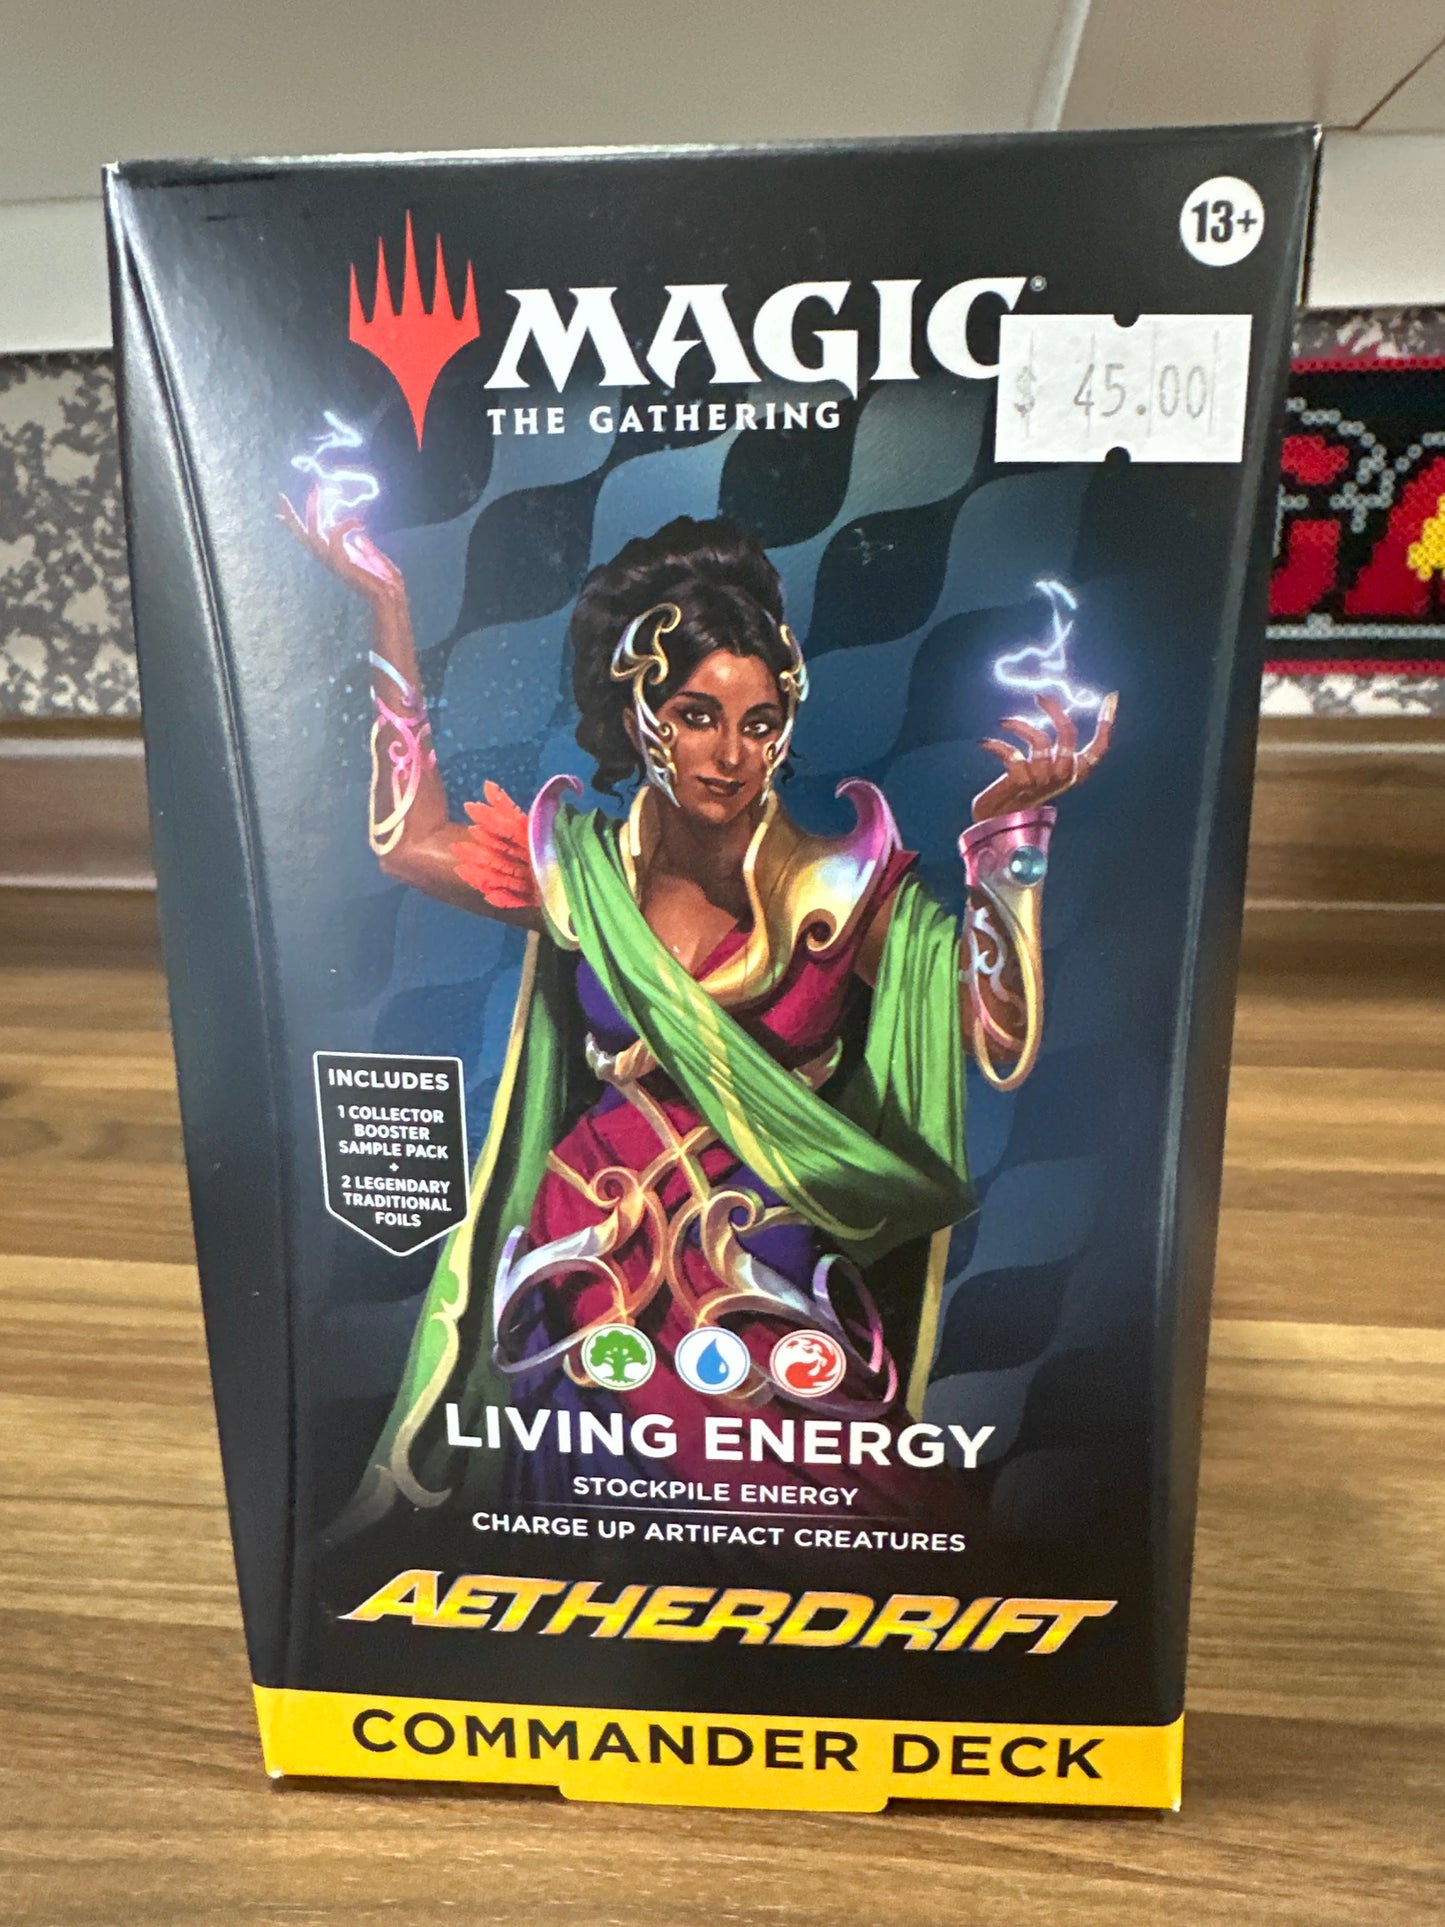 13+
MAGIC®
THE GATHERING
$ 45.00
INCLUDES
1 COLLECTOR
BOOSTER
SAMPLE PACK
+
2 LEGENDARY
TRADITIONAL
FOILS
LIVING ENERGY
STOCKPILE ENERGY
CHARGE UP ARTIFACT CREATURES
AETHERDRIFT
COMMANDER DECK